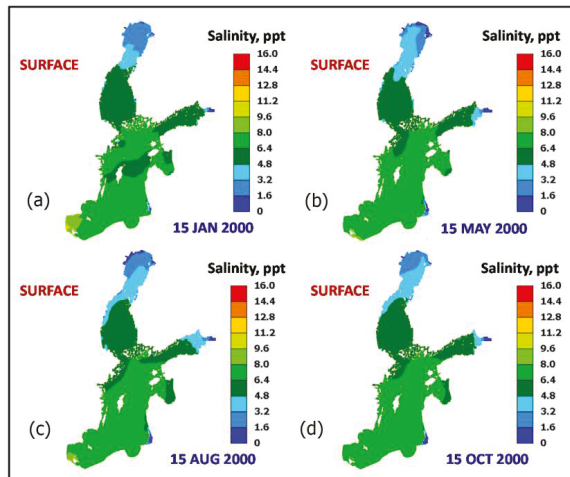 Salinity, ppt
SURFACE
16.0
14.4
12.8
11.2
9.6
8.0
6.4
4.8
3.2
1.6
0
(a)
15 JAN 2000
Salinity, ppt
SURFACE
16.0
14.4
12.8
11.2
9.6
8.0
6.4
4.8
3.2
1.6
0
(b)
15 MAY 2000
Salinity, ppt
SURFACE
16.0
14.4
12.8
11.2
9.6
8.0
6.4
4.8
3.2
1.6
0
(c)
15 AUG 2000
Salinity, ppt
SURFACE
16.0
14.4
12.8
11.2
9.6
8.0
6.4
4.8
3.2
1.6
0
(d)
15 OCT 2000